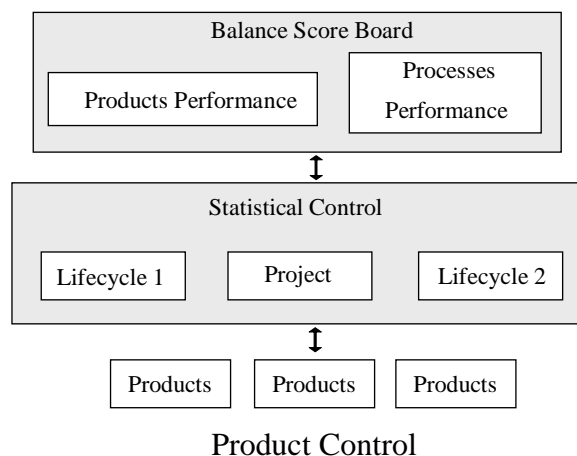 Balance Score Board
Products Performance
Processes
Performance
Statistical Control
Lifecycle 1
Project
Lifecycle 2
Products
Products
Products
Product Control